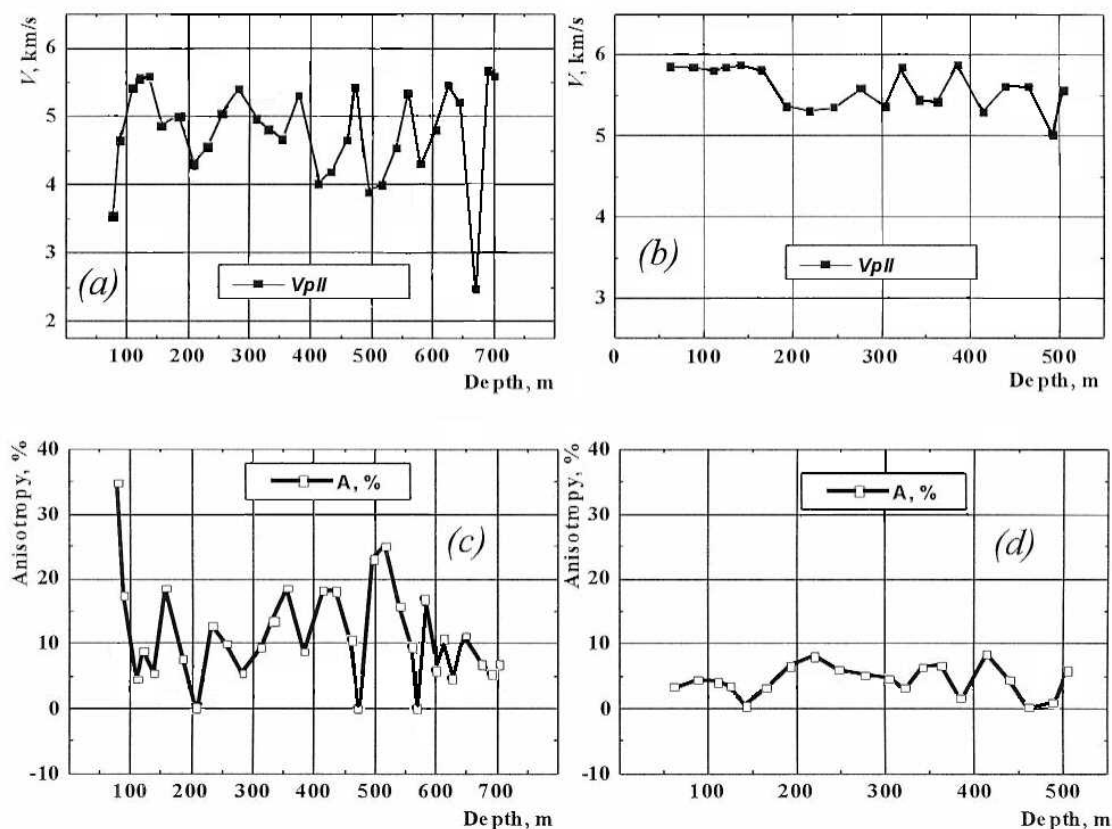 V, km/s
6
5
4
3
2
(a)
Vpll
100 200 300 400 500 600 700
Depth, m
V, km/s
6
5
4
3
(b)
Vpll
0 100 200 300 400 500
Depth, m
Anisotropy, %
40
30
20
10
0
-10
A, %
(c)
100 200 300 400 500 600 700
Depth, m
Anisotropy, %
40
30
20
10
0
-10
A, %
(d)
100 200 300 400 500
Depth, m